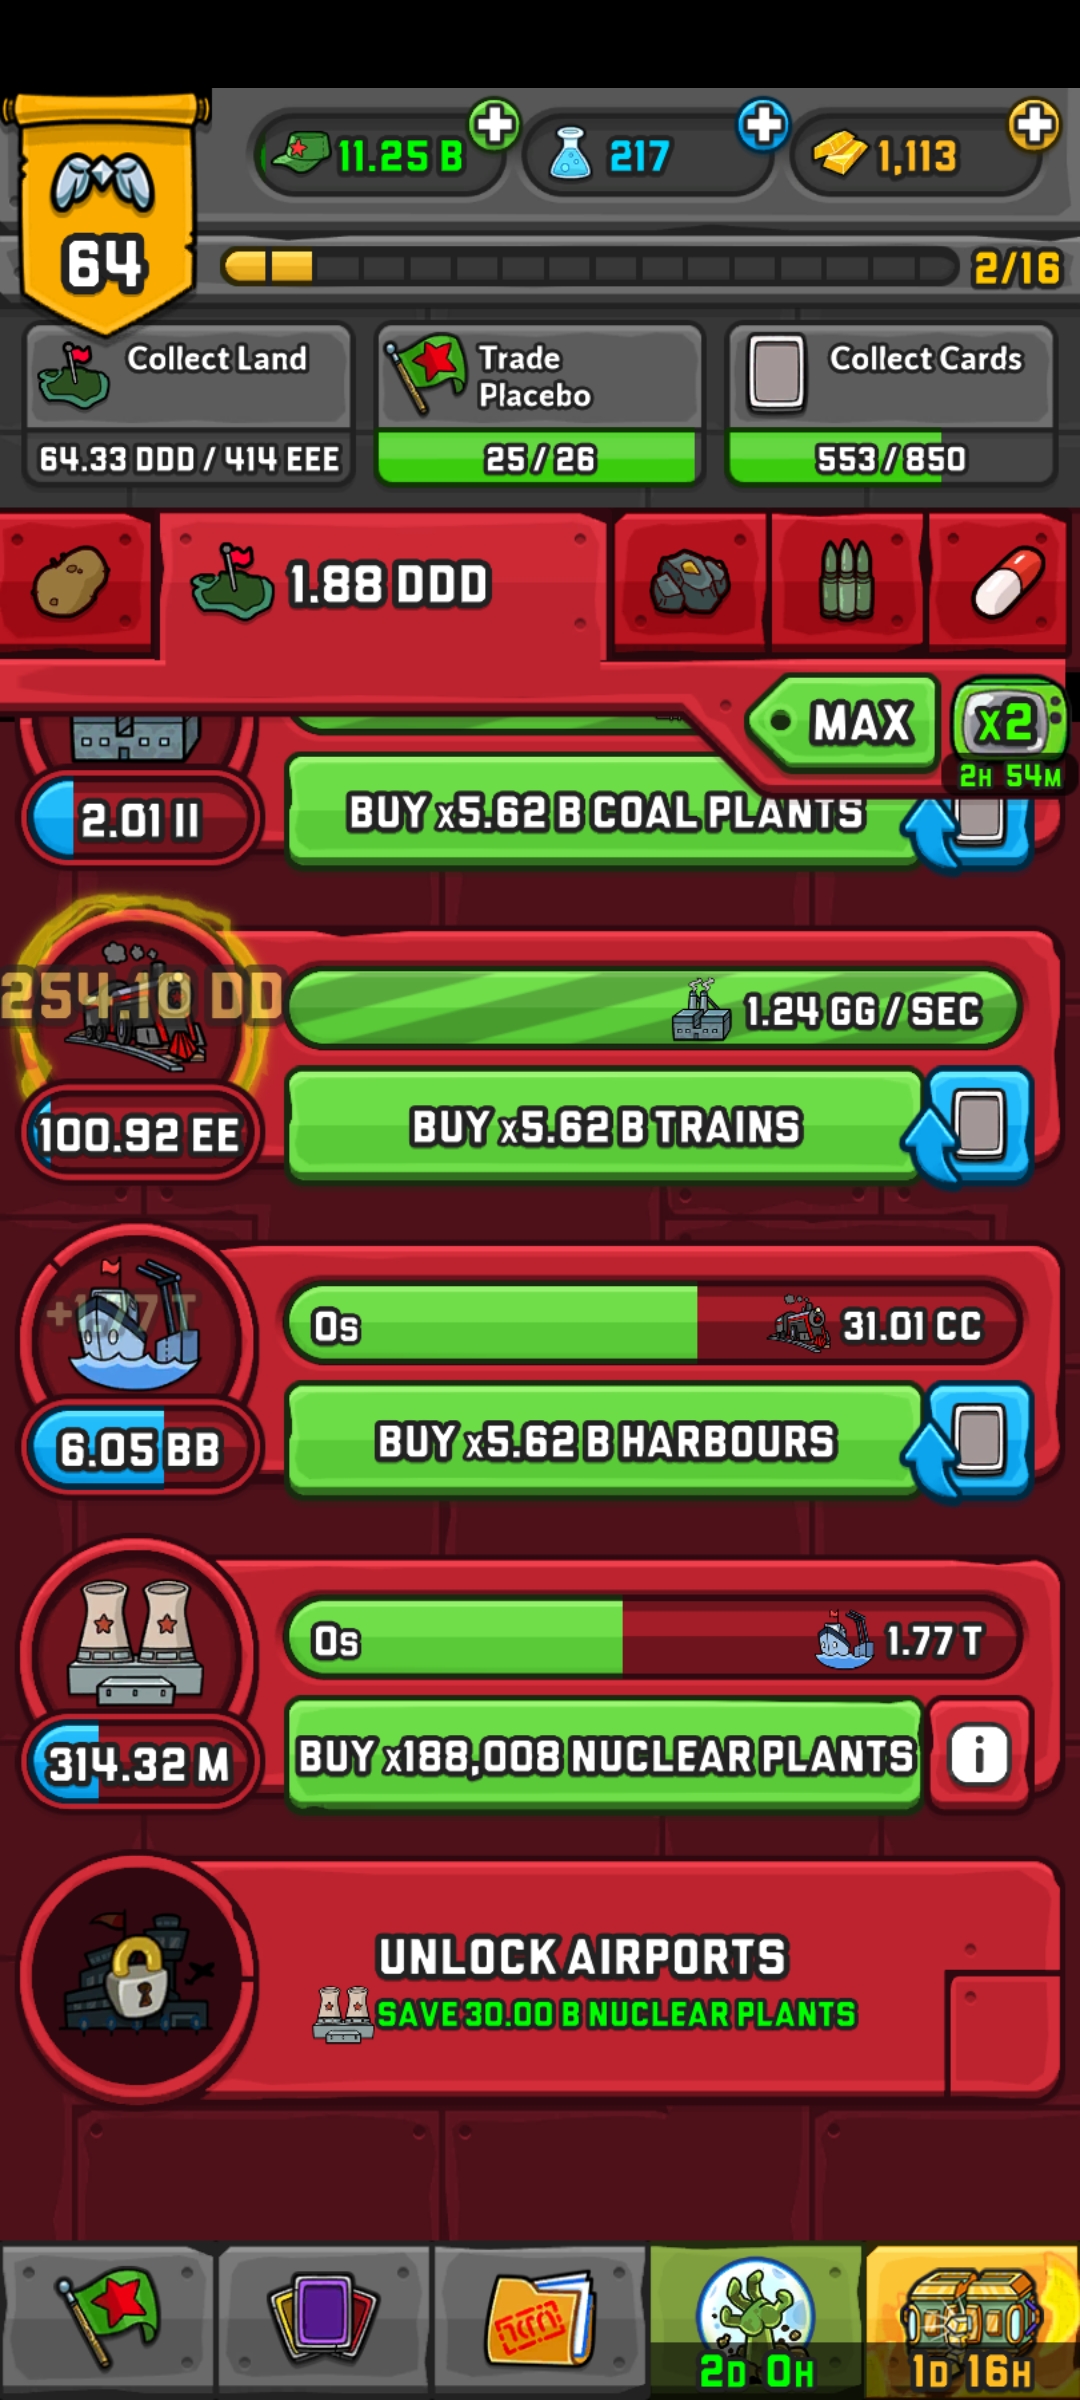 11.25 B
217
1,113
64
2/16
Collect Land
64.33 DDD / 414 EEE
Trade
Placebo
25 / 26
Collect Cards
553 / 850
1.88 DDD
MAX
X2
2H 54M
2.01 II
BUY x5.62 B COAL PLANTS
254.10 DD
1.24 GG / SEC
100.92 EE
BUY x5.62 B TRAINS
+1.77 T
0s
31.01 CC
6.05 BB
BUY x5.62 B HARBOURS
0s
1.77 T
314.32 M
BUY x188,008 NUCLEAR PLANTS
i
UNLOCK AIRPORTS
SAVE 30.00 B NUCLEAR PLANTS
2D 0H
1D 16H